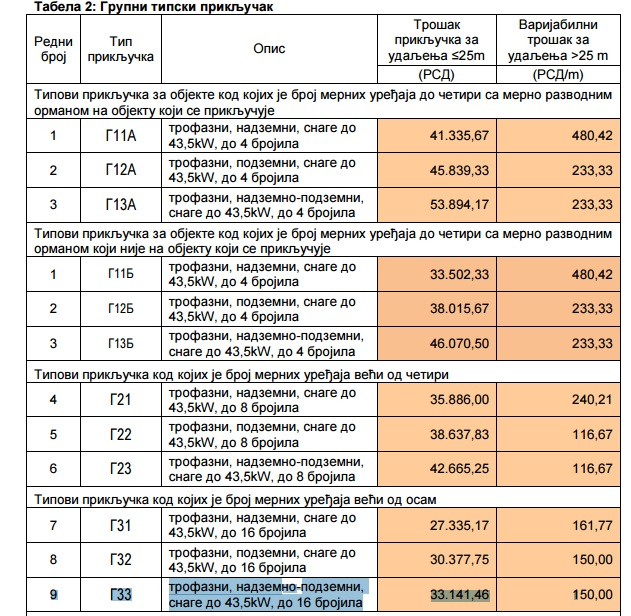 Табела 2: Групни типски прикључак
Редни број
Тип прикључка
Опис
Трошак прикључка за удаљења ≤25m
Варијабилни трошак за удаљења >25 m
(РСД)
(РСД/m)
Типови прикључка за објекте код којих је број мерних уређаја до четири са мерно разводним
орманом на објекту који се прикључује
1 Г11А трофазни, надземни, снаге до 43,5kW, до 4 бројила 41.335,67 480,42
2 Г12А трофазни, подземни, снаге до 43,5kW, до 4 бројила 45.839,33 233,33
3 Г13А трофазни, надземно-подземни, снаге до 43,5kW, до 4 бројила 53.894,17 233,33
Типови прикључка за објекте код којих је број мерних уређаја до четири са мерно разводним
орманом који није на објекту који се прикључује
1 Г11Б трофазни, надземни, снаге до 43,5kW, до 4 бројила 33.502,33 480,42
2 Г12Б трофазни, подземни, снаге до 43,5kW, до 4 бројила 38.015,67 233,33
3 Г13Б трофазни, надземно-подземни, снаге до 43,5kW, до 4 бројила 46.070,50 233,33
Типови прикључка код којих је број мерних уређаја већи од четири
4 Г21 трофазни, надземни, снаге до 43,5kW, до 8 бројила 35.886,00 240,21
5 Г22 трофазни, подземни, снаге до 43,5kW, до 8 бројила 38.637,83 116,67
6 Г23 трофазни, надземно-подземни, снаге до 43,5kW, до 8 бројила 42.665,25 116,67
Типови прикључка код којих је број мерних уређаја већи од осам
7 Г31 трофазни, надземни, снаге до 43,5kW, до 16 бројила 27.335,17 161,77
8 Г32 трофазни, подземни, снаге до 43,5kW, до 16 бројила 30.377,75 150,00
9 Г33 трофазни, надземно-подземни, снаге до 43,5kW, до 16 бројила 33.141,46 150,00